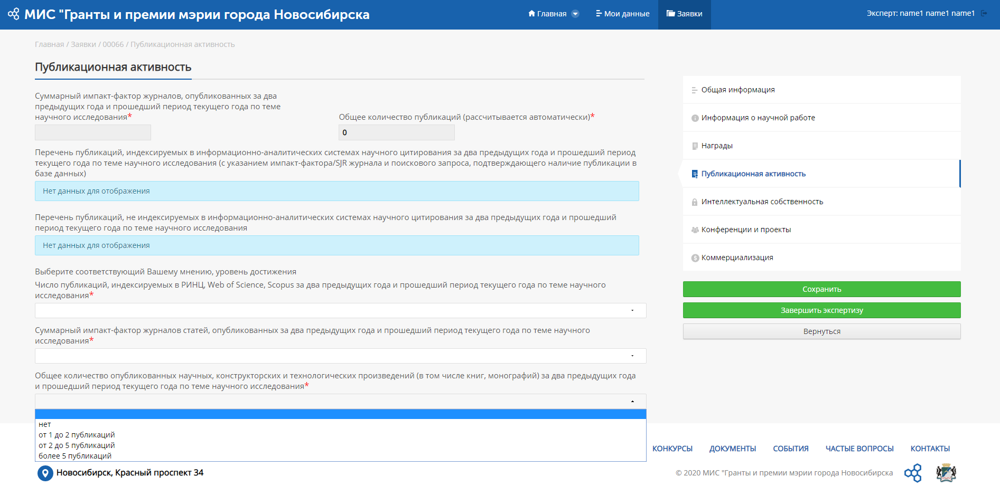 МИС "Гранты и премии мэрии города Новосибирска
Главная
Мои данные
Заявки
Эксперт: name1 name1 name1
Главная / Заявки / 00066 / Публикационная активность
Публикационная активность
Суммарный импакт-фактор журналов, опубликованных за два
предыдущих года и прошедший период текущего года по теме
научного исследования*
Общее количество публикаций (рассчитывается автоматически)*
0
Перечень публикаций, индексируемых в информационно-аналитических системах научного цитирования за два предыдущих года и прошедший период
текущего года по теме научного исследования (с указанием импакт-фактора/SJR журнала и поискового запроса, подтверждающего наличие публикации в
базе данных)
Нет данных для отображения
Перечень публикаций, не индексируемых в информационно-аналитических системах научного цитирования за два предыдущих года и прошедший
период текущего года по теме научного исследования
Нет данных для отображения
Выберите соответствующий Вашему мнению, уровень достижения
Число публикаций, индексируемых в РИНЦ, Web of Science, Scopus за два предыдущих года и прошедший период текущего года по теме научного
исследования*
Суммарный импакт-фактор журналов статей, опубликованных за два предыдущих года и прошедший период текущего года по теме научного
исследования*
Общее количество опубликованных научных, конструкторских и технологических произведений (в том числе книг, монографий) за два предыдущих года
и прошедший период текущего года по теме научного исследования*
нет
от 1 до 2 публикаций
от 2 до 5 публикаций
более 5 публикаций
Общая информация
Информация о научной работе
Награды
Публикационная активность
Интеллектуальная собственность
Конференции и проекты
Коммерциализация
Сохранить
Завершить экспертизу
Вернуться
КОНКУРСЫ
ДОКУМЕНТЫ
СОБЫТИЯ
ЧАСТЫЕ ВОПРОСЫ
КОНТАКТЫ
Новосибирск, Красный проспект 34
© 2020 МИС "Гранты и премии мэрии города Новосибирска